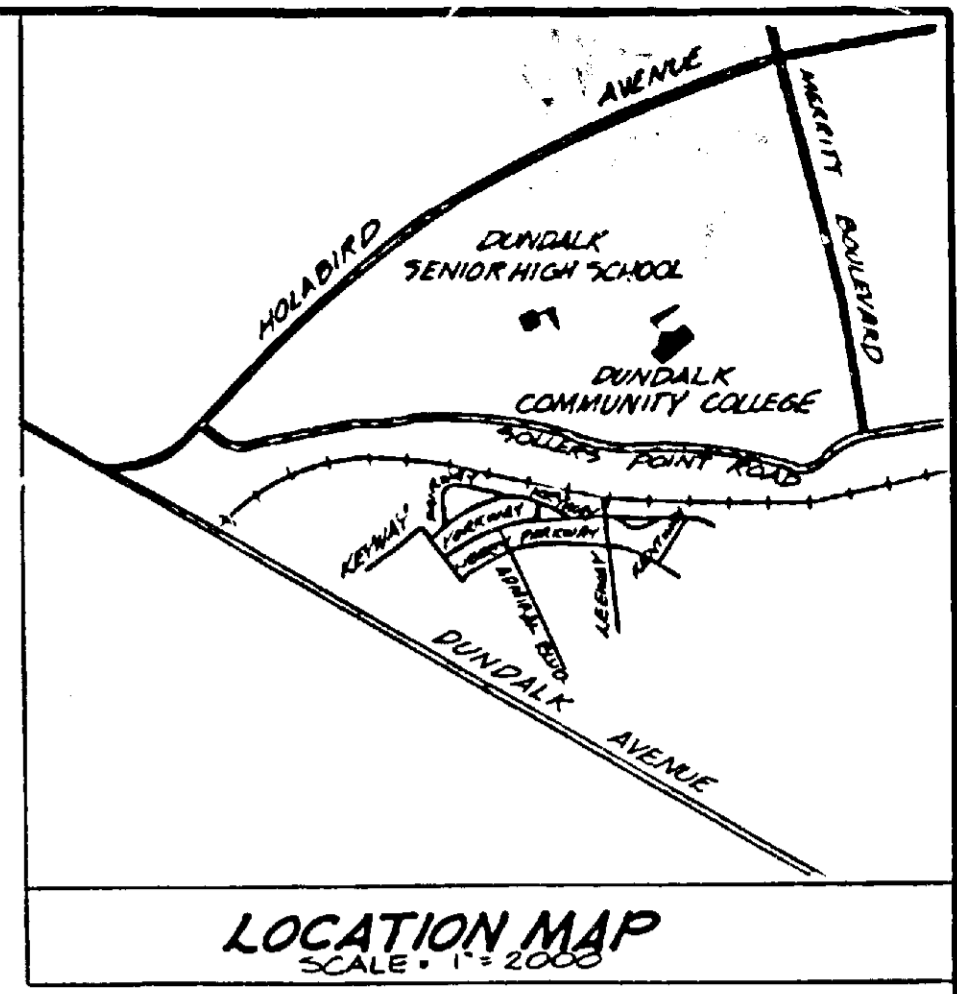 HOLABIRD
AVENUE
MERRITT
BOULEVARD
DUNDALK
SENIOR HIGH SCHOOL
DUNDALK
COMMUNITY COLLEGE
SOLLERS POINT ROAD
KEYWAY
YORKWAY
PARKWAY
ADMIRAL BLVD.
LEEWAY
DUNDALK
AVENUE
LOCATION MAP
SCALE • 1" = 2000